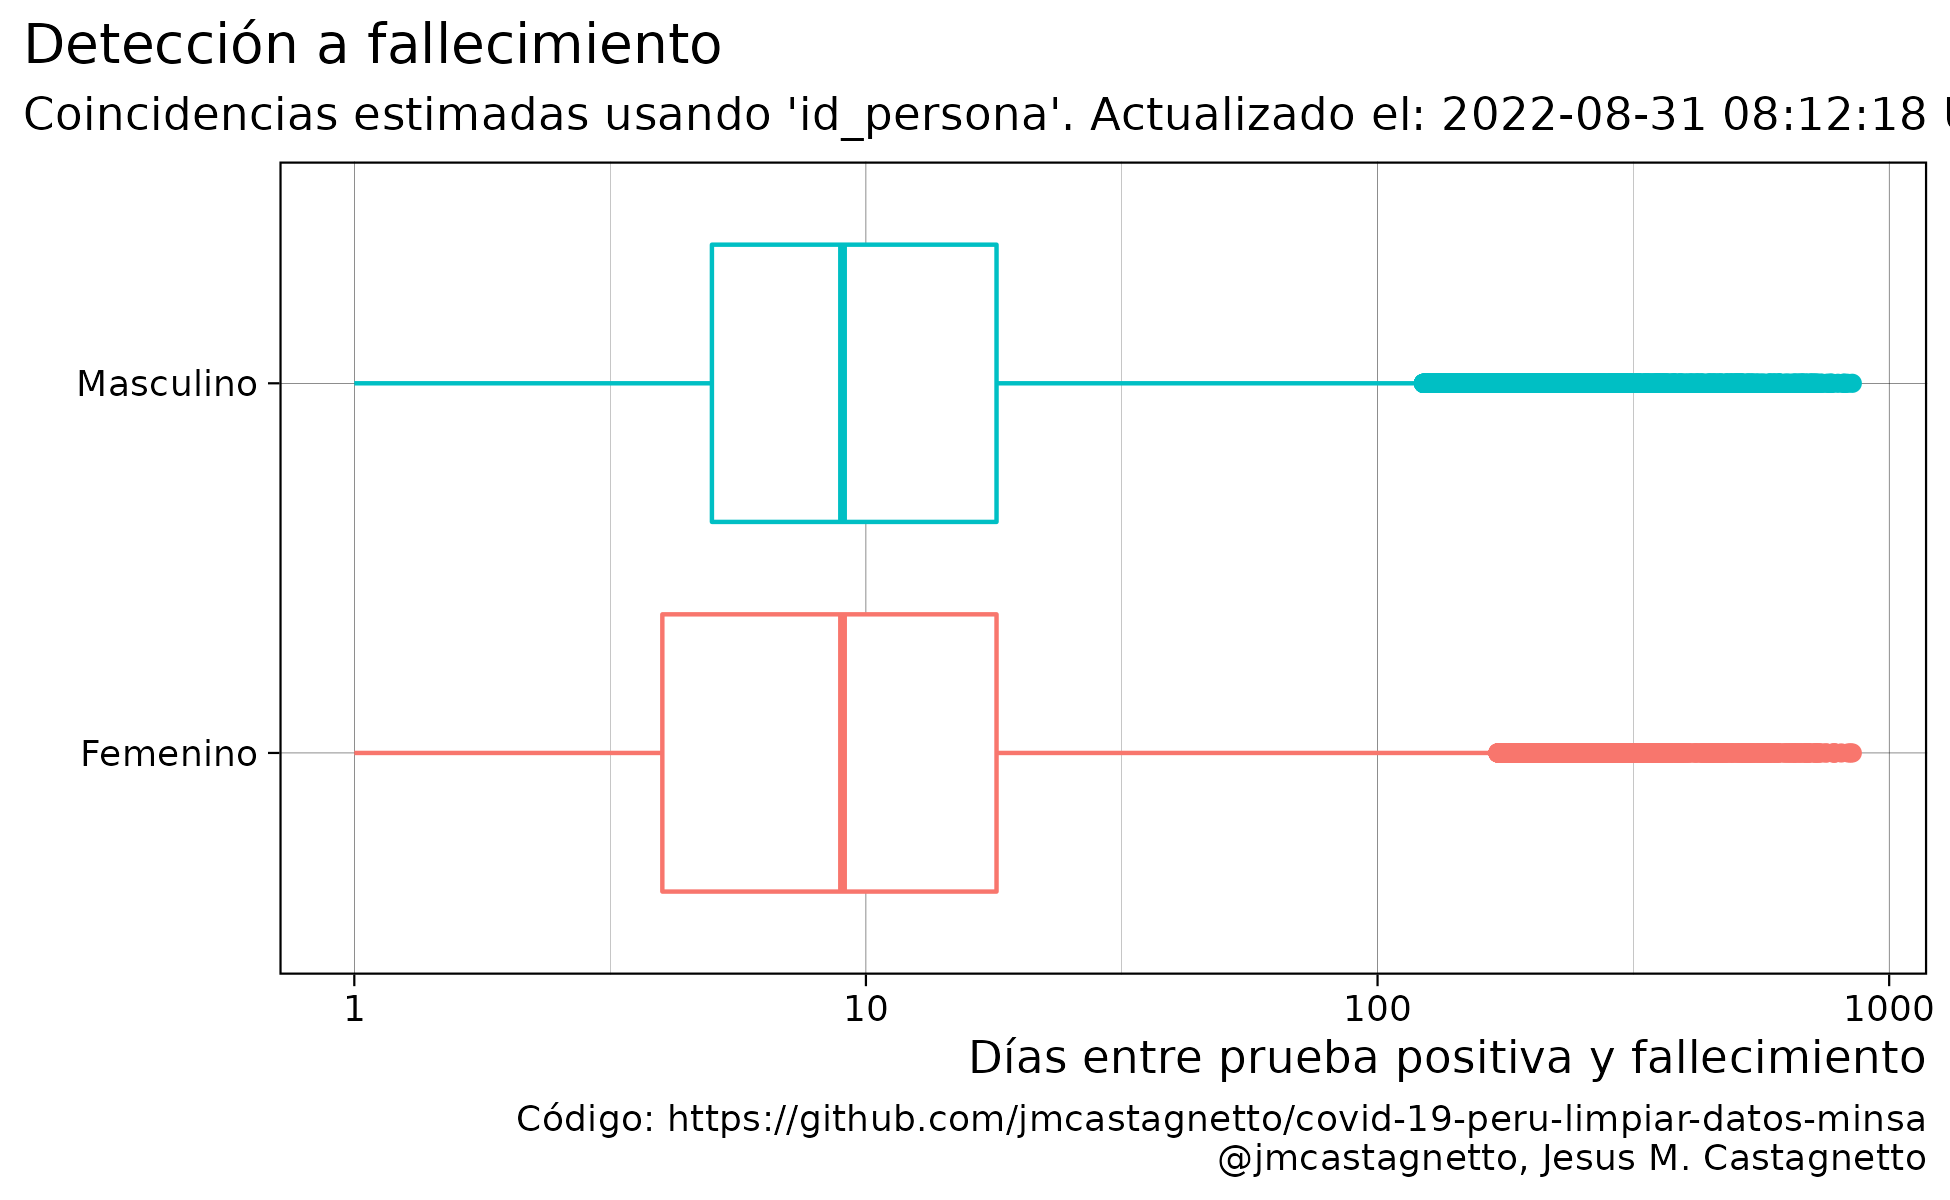 Detección a fallecimiento
Coincidencias estimadas usando 'id_persona'. Actualizado el: 2022-08-31 08:12:18
Masculino
Femenino
1 10 100 1000
Días entre prueba positiva y fallecimiento
Código: https://github.com/jmcastagnetto/covid-19-peru-limpiar-datos-minsa
@jmcastagnetto, Jesus M. Castagnetto